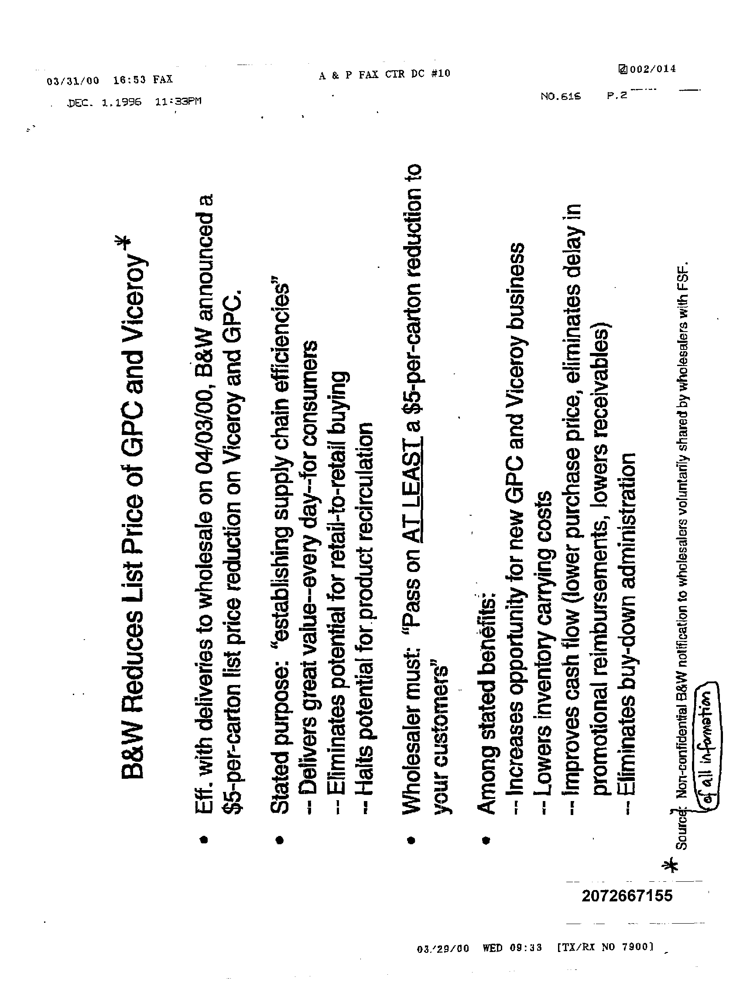 03/31/00 16:53 FAX
A & P FAX CTR DC #10
002/014
DEC. 1.1996 11:33PM
NO.616 P.2
B&W Reduces List Price of GPC and Viceroy*
• Eff. with deliveries to wholesale on 04/03/00, B&W announced a
$5-per-carton list price reduction on Viceroy and GPC.
• Stated purpose: “establishing supply chain efficiencies”
-- Delivers great value--every day--for consumers
-- Eliminates potential for retail-to-retail buying
-- Halts potential for product recirculation
• Wholesaler must: “Pass on AT LEAST a $5-per-carton reduction to
your customers”
• Among stated benefits:
-- Increases opportunity for new GPC and Viceroy business
-- Lowers inventory carrying costs
-- Improves cash flow (lower purchase price, eliminates delay in
promotional reimbursements, lowers receivables)
-- Eliminates buy-down administration
* Source: Non-confidential B&W notification to wholesalers voluntarily shared by wholesalers with FSF.
of all information
2072667155
03/29/00 WED 09:33 [TX/RX NO 7900]